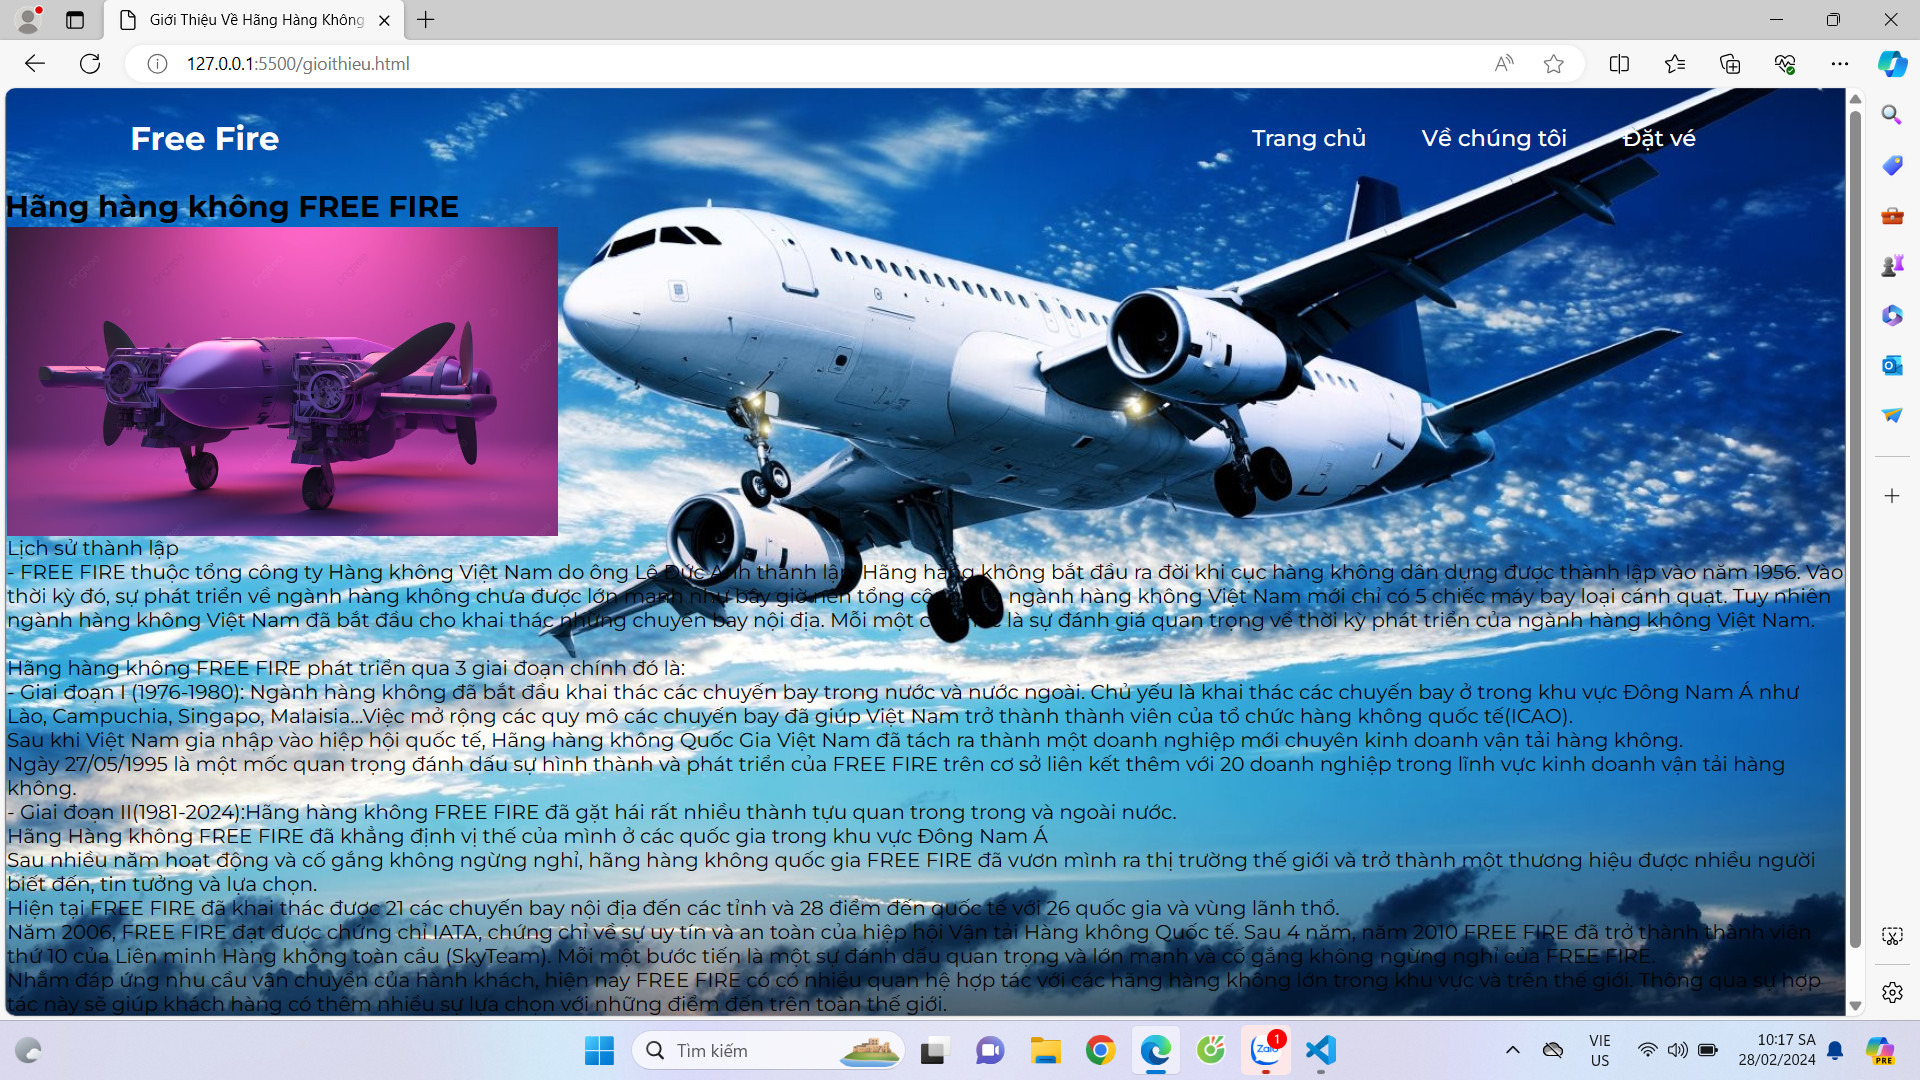 Giới Thiệu Về Hãng Hàng Không
127.0.0.1:5500/gioithieu.html
Free Fire
Trang chủ
Về chúng tôi
Đặt vé
Hãng hàng không FREE FIRE
Lịch sử thành lập
- FREE FIRE thuộc tổng công ty Hàng không Việt Nam do ông Lê Đức Anh thành lập. Hãng hàng không bắt đầu ra đời khi cục hàng không dân dụng được thành lập vào năm 1956. Vào
thời kỳ đó, sự phát triển về ngành hàng không chưa được lớn mạnh như bây giờ nên tổng ngành hàng không Việt Nam mới chỉ có 5 chiếc máy bay loại cánh quạt. Tuy nhiên
ngành hàng không Việt Nam đã bắt đầu cho khai thác những chuyến bay nội địa. Mỗi một là sự đánh giá quan trọng về thời kỳ phát triển của ngành hàng không Việt Nam.
Hãng hàng không FREE FIRE phát triển qua 3 giai đoạn chính đó là:
- Giai đoạn I (1976-1980): Ngành hàng không đã bắt đầu khai thác các chuyến bay trong nước và nước ngoài. Chủ yếu là khai thác các chuyến bay ở trong khu vực Đông Nam Á như
Lào, Campuchia, Singapo, Malaisia...Việc mở rộng các quy mô các chuyến bay đã giúp Việt Nam trở thành thành viên của tổ chức hàng không quốc tế(ICAO).
Sau khi Việt Nam gia nhập vào hiệp hội quốc tế, Hãng hàng không Quốc Gia Việt Nam đã tách ra thành một doanh nghiệp mới chuyên kinh doanh vận tải hàng không.
Ngày 27/05/1995 là một mốc quan trọng đánh dấu sự hình thành và phát triển của FREE FIRE trên cơ sở liên kết thêm với 20 doanh nghiệp trong lĩnh vực kinh doanh vận tải hàng
không.
- Giai đoạn II(1981-2024):Hãng hàng không FREE FIRE đã gặt hái rất nhiều thành tựu quan trong trong và ngoài nước.
Hãng Hàng không FREE FIRE đã khẳng định vị thế của mình ở các quốc gia trong khu vực Đông Nam Á
Sau nhiều năm hoạt động và cố gắng không ngừng nghỉ, hãng hàng không quốc gia FREE FIRE đã vươn mình ra thị trường thế giới và trở thành một thương hiệu được nhiều người
biết đến, tin tưởng và lựa chọn.
Hiện tại FREE FIRE đã khai thác được 21 các chuyến bay nội địa đến các tỉnh và 28 điểm đến quốc tế với 26 quốc gia và vùng lãnh thổ.
Năm 2006, FREE FIRE đạt được chứng chỉ IATA, chứng chỉ về sự uy tín và an toàn của hiệp hội Vận tải Hàng không Quốc tế. Sau 4 năm, năm 2010 FREE FIRE đã trở thành thành viên
thứ 10 của Liên minh Hàng không toàn cầu (SkyTeam). Mỗi một bước tiến là một sự đánh dấu quan trọng và lớn mạnh và cố gắng không ngừng nghỉ của FREE FIRE.
Nhằm đáp ứng nhu cầu vận chuyển của hành khách, hiện nay FREE FIRE có có nhiều quan hệ hợp tác với các hãng hàng không lớn trong khu vực và trên thế giới. Thông qua sự hợp
tác này sẽ giúp khách hàng có thêm nhiều sự lựa chọn với những điểm đến trên toàn thế giới.
Tìm kiếm
Zalo
1
VIE
US
10:17 SA
28/02/2024
PRE